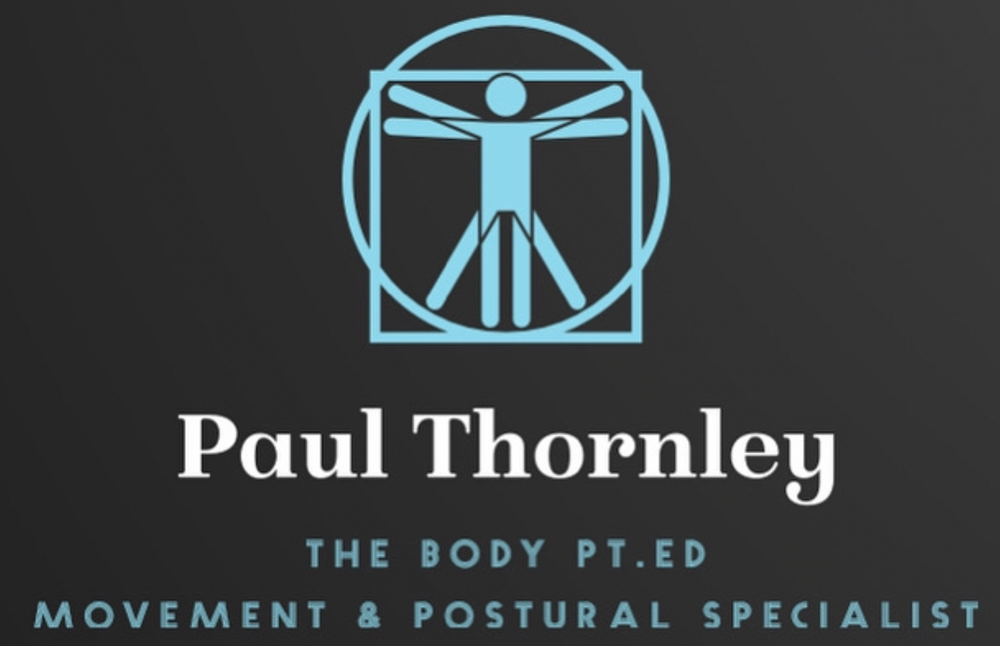 Paul Thornley
THE BODY PT.ED
MOVEMENT & POSTURAL SPECIALIST